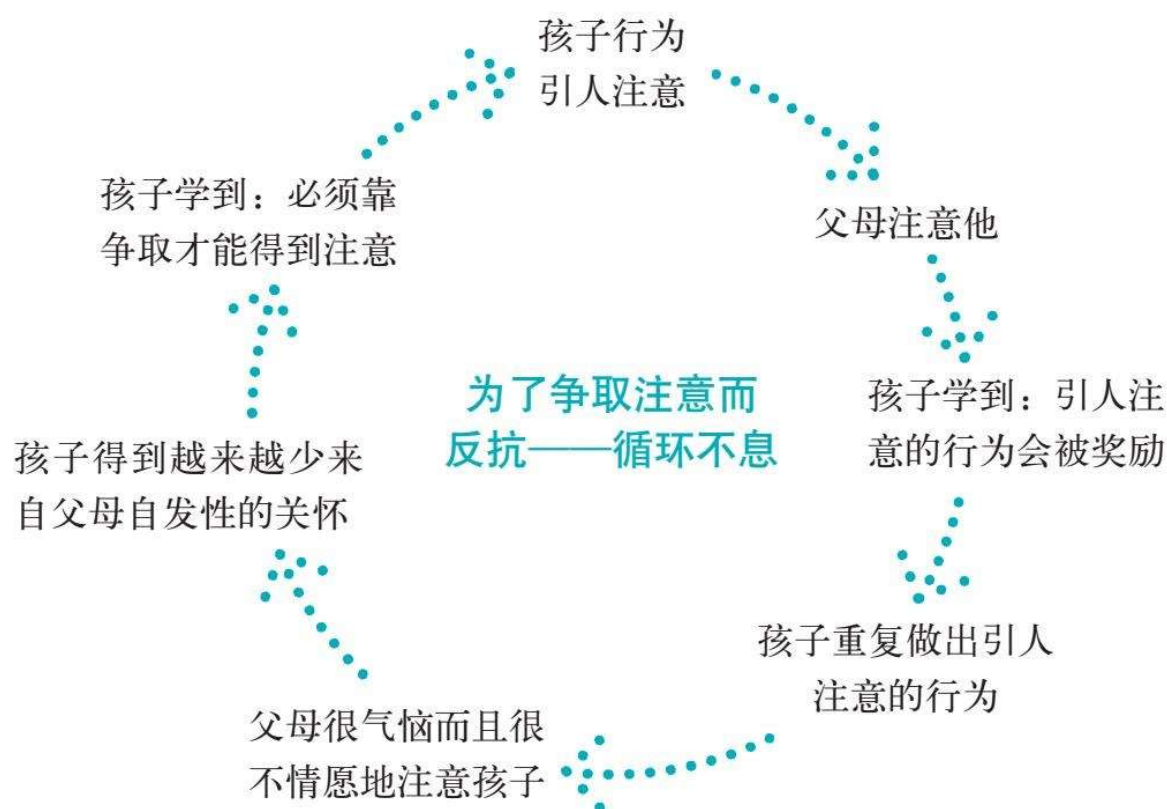 孩子行为
引人注意
父母注意他
孩子学到：引人注
意的行为会被奖励
孩子重复做出引人
注意的行为
父母很气恼而且很
不情愿地注意孩子
孩子得到越来越少来
自父母自发性的关怀
孩子学到：必须靠
争取才能得到注意
为了争取注意而
反抗——循环不息